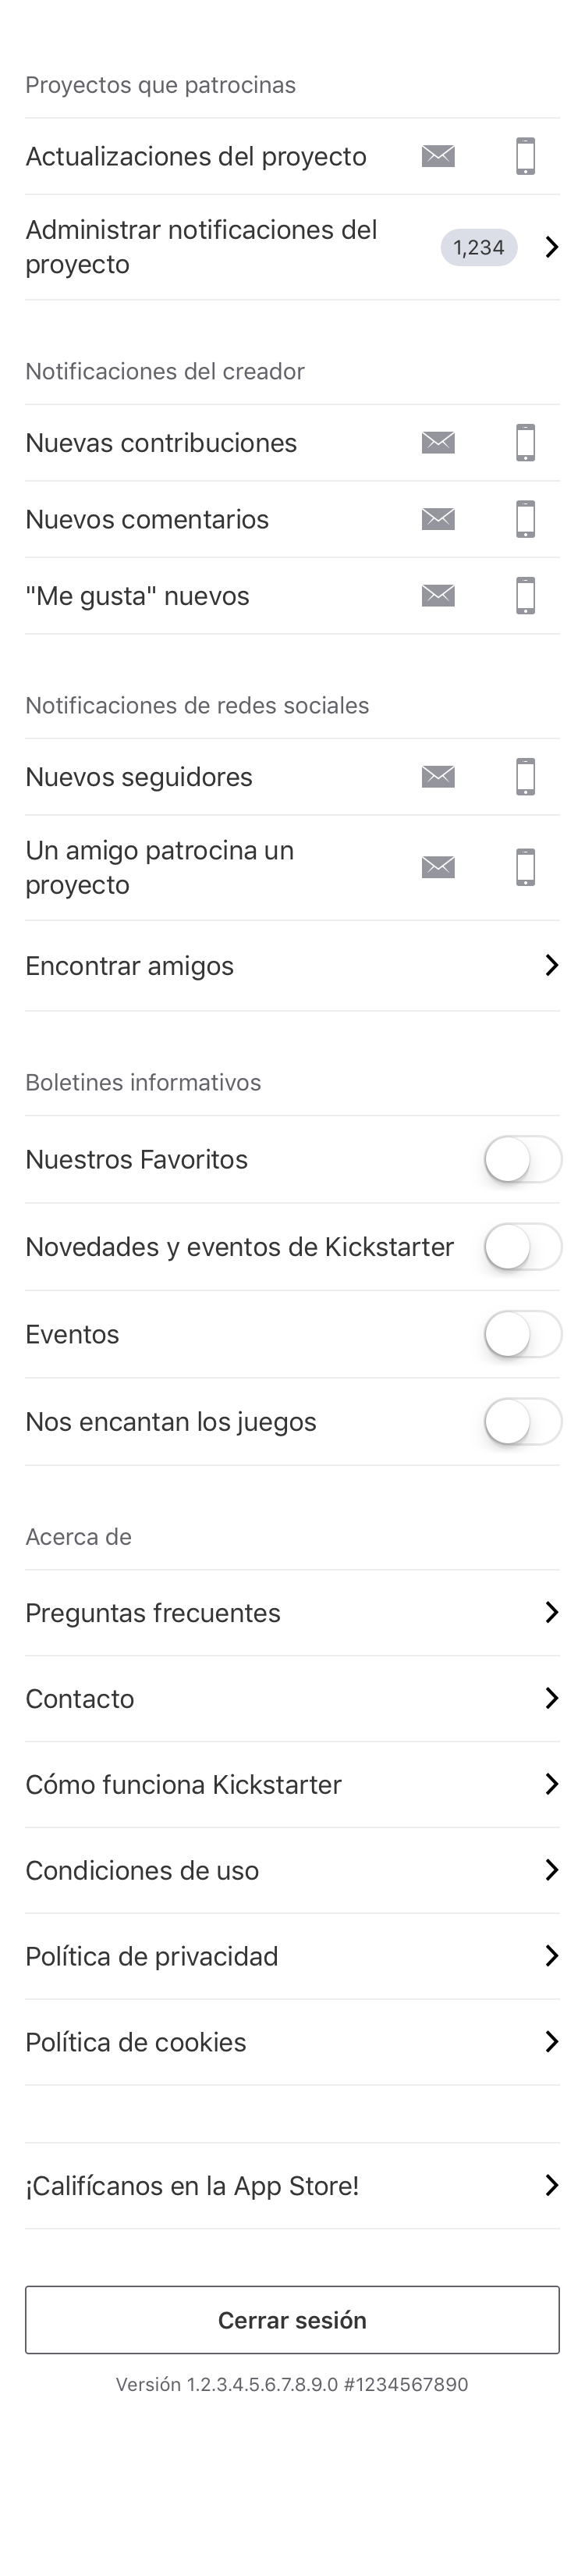 Proyectos que patrocinas
Actualizaciones del proyecto
Administrar notificaciones del
proyecto
1,234
Notificaciones del creador
Nuevas contribuciones
Nuevos comentarios
"Me gusta" nuevos
Notificaciones de redes sociales
Nuevos seguidores
Un amigo patrocina un
proyecto
Encontrar amigos
Boletines informativos
Nuestros Favoritos
Novedades y eventos de Kickstarter
Eventos
Nos encantan los juegos
Acerca de
Preguntas frecuentes
Contacto
Cómo funciona Kickstarter
Condiciones de uso
Política de privacidad
Política de cookies
¡Califícanos en la App Store!
Cerrar sesión
Versión 1.2.3.4.5.6.7.8.9.0 #1234567890